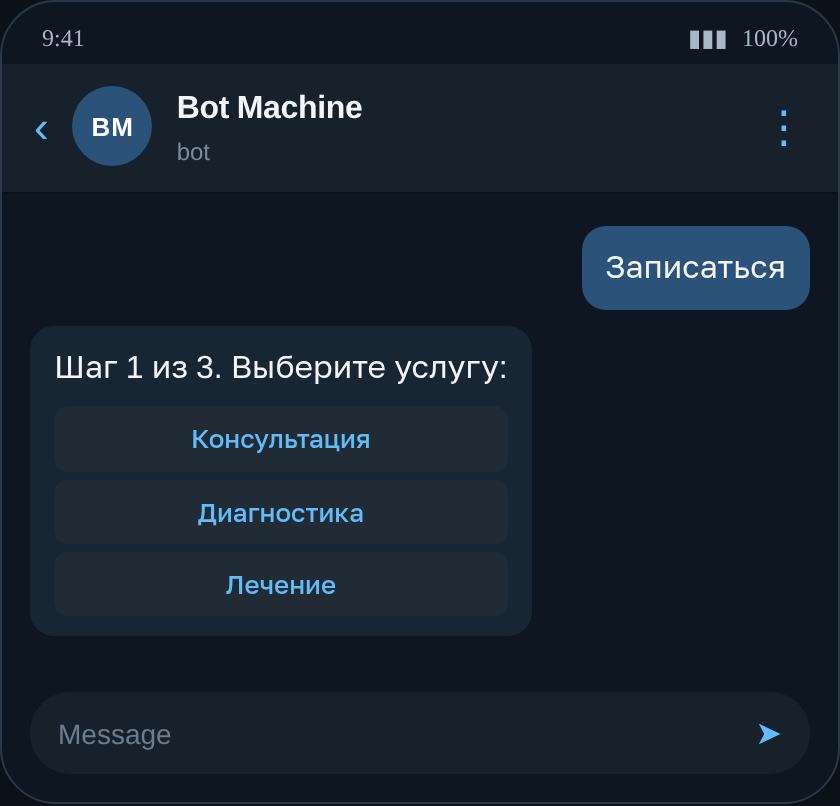 9:41
100%
‹
BM
Bot Machine
bot
Записаться
Шаг 1 из 3. Выберите услугу:
Консультация
Диагностика
Лечение
Message